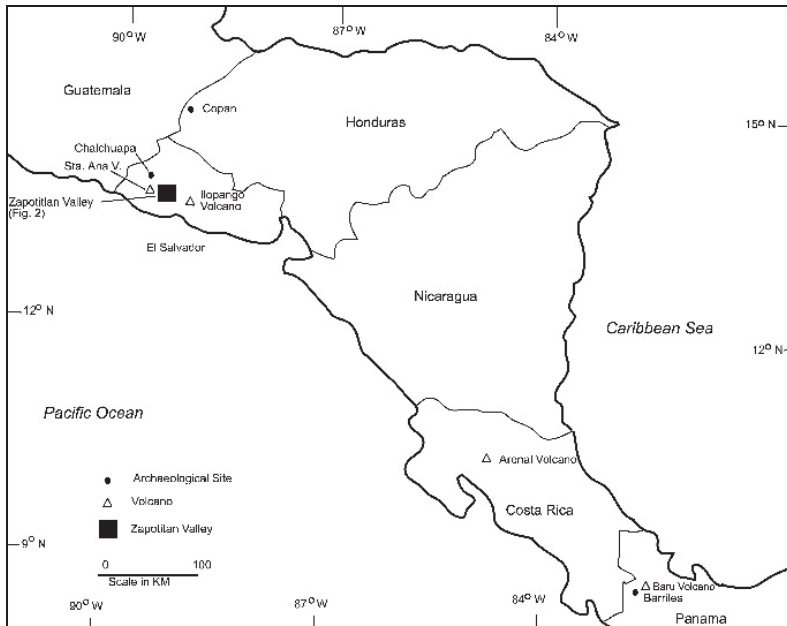 90° W
87° W
84° W
Guatemala
Copan
Honduras
15° N
Chalchuapa
Sta. Ana V.
Ilopango
Volcano
Zapotitlan Valley
(Fig. 2)
El Salvador
Nicaragua
12° N
Caribbean Sea
12° N
Pacific Ocean
Arenal Volcano
Archaeological Site
Volcano
Costa Rica
Zapotitan Valley
9° N
0 100
Scale in KM
Baru Volcano
Barriles
87° W
84° W
90° W
Panama